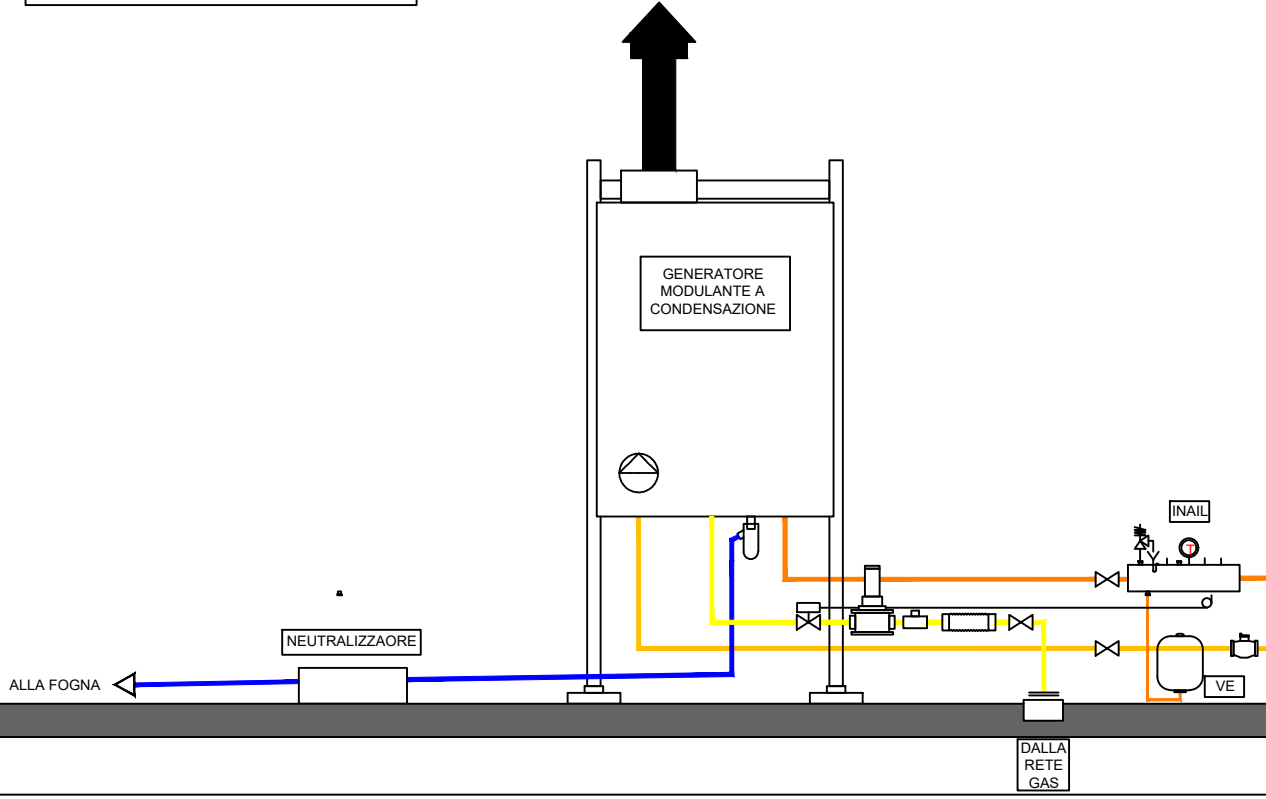 GENERATORE
MODULANTE A
CONDENSAZIONE
INAIL
T
NEUTRALIZZAORE
ALLA FOGNA
VE
DALLA
RETE
GAS